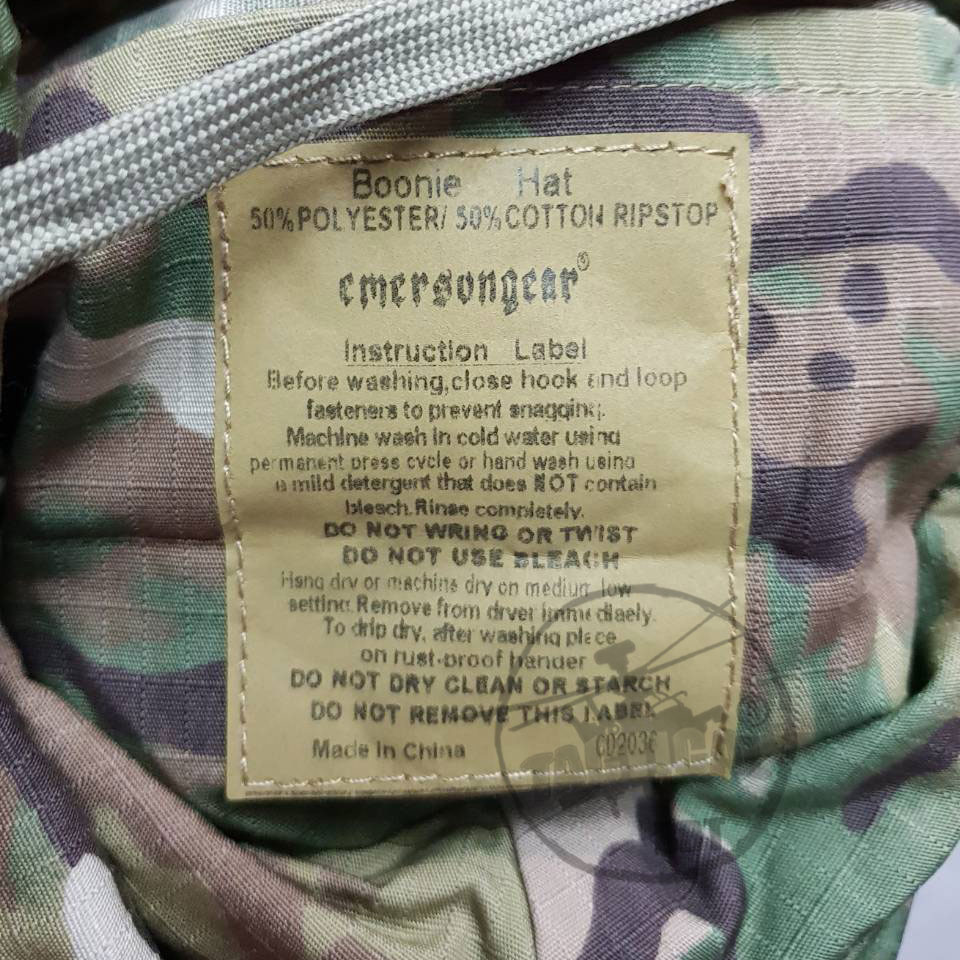 Boonie Hat
50%POLYESTER/ 50%COTTON RIPSTOP
emersongear®
Instruction Label
Before washing,close hook and loop
fasteners to prevent snagging.
Machine wash in cold water using
permanent press cycle or hand wash using
a mild detergent that does NOT contain
bleach.Rinse completely.
DO NOT WRING OR TWIST
DO NOT USE BLEACH
Hang dry or machine dry on medium low
setting.Remove from dryer immediaely.
To drip dry, after washing place
on rust-proof hander
DO NOT DRY CLEAN OR STARCH
DO NOT REMOVE THIS LABEL
Made In China